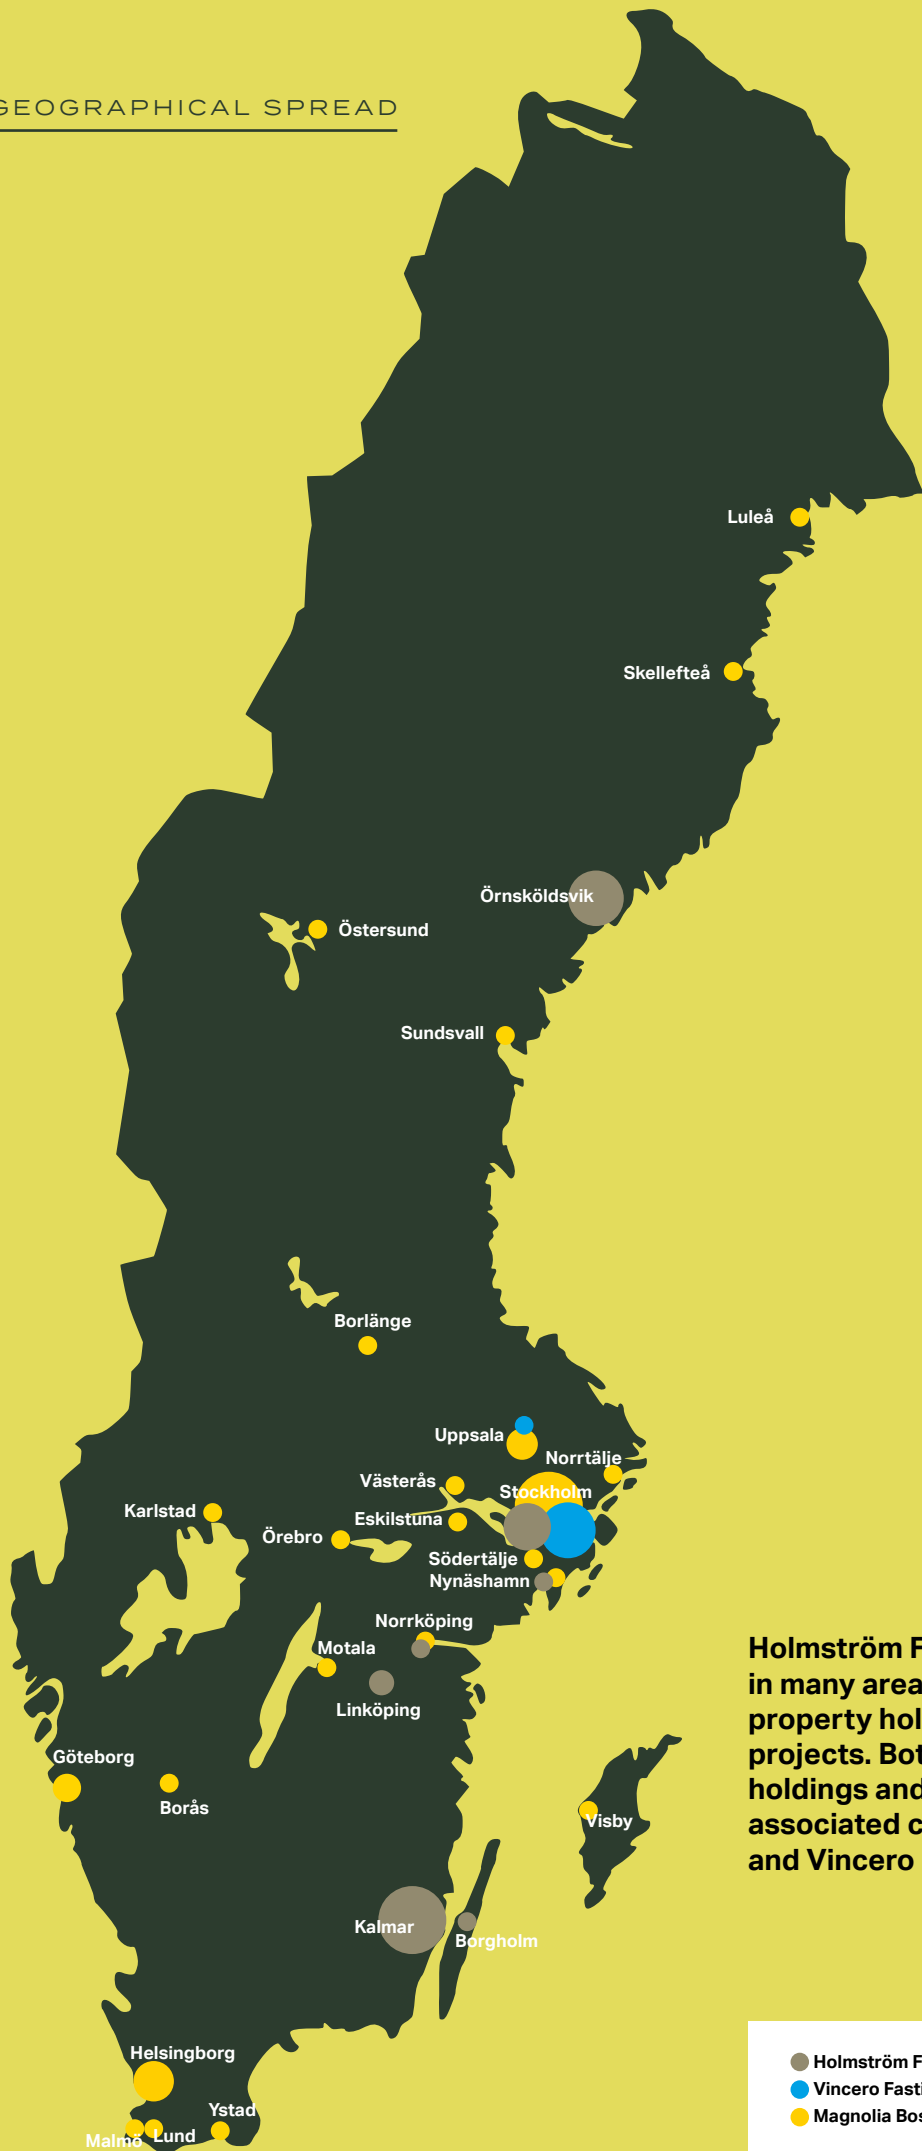 GEOGRAPHICAL SPREAD
Luleå
Skellefteå
Örnsköldsvik
Östersund
Sundsvall
Borlänge
Uppsala
Norrtälje
Västerås
Stockholm
Karlstad
Eskilstuna
Örebro
Södertälje
Nynäshamn
Norrköping
Motala
Linköping
Göteborg
Borås
Visby
Kalmar
Borgholm
Helsingborg
Ystad
Malmö
Lund
Holmström F
in many area
property hol
projects. Bot
holdings and
associated c
and Vincero
Holmström F
Vincero Fasti
Magnolia Bos